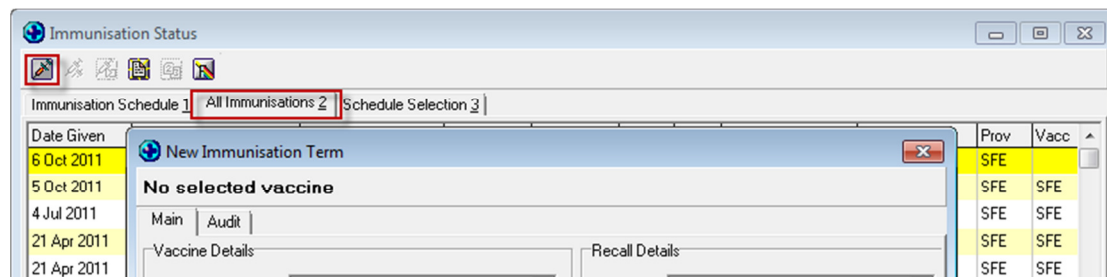 Immunisation Status
Immunisation Schedule 1 All Immunisations 2 Schedule Selection 3
Date Given Prov Vacc
New Immunisation Term
6 Oct 2011 SFE
No selected vaccine
5 Oct 2011 SFE SFE
4 Jul 2011 SFE SFE
Main Audit
21 Apr 2011 SFE SFE
Vaccine Details Recall Details
21 Apr 2011 SFE SFE